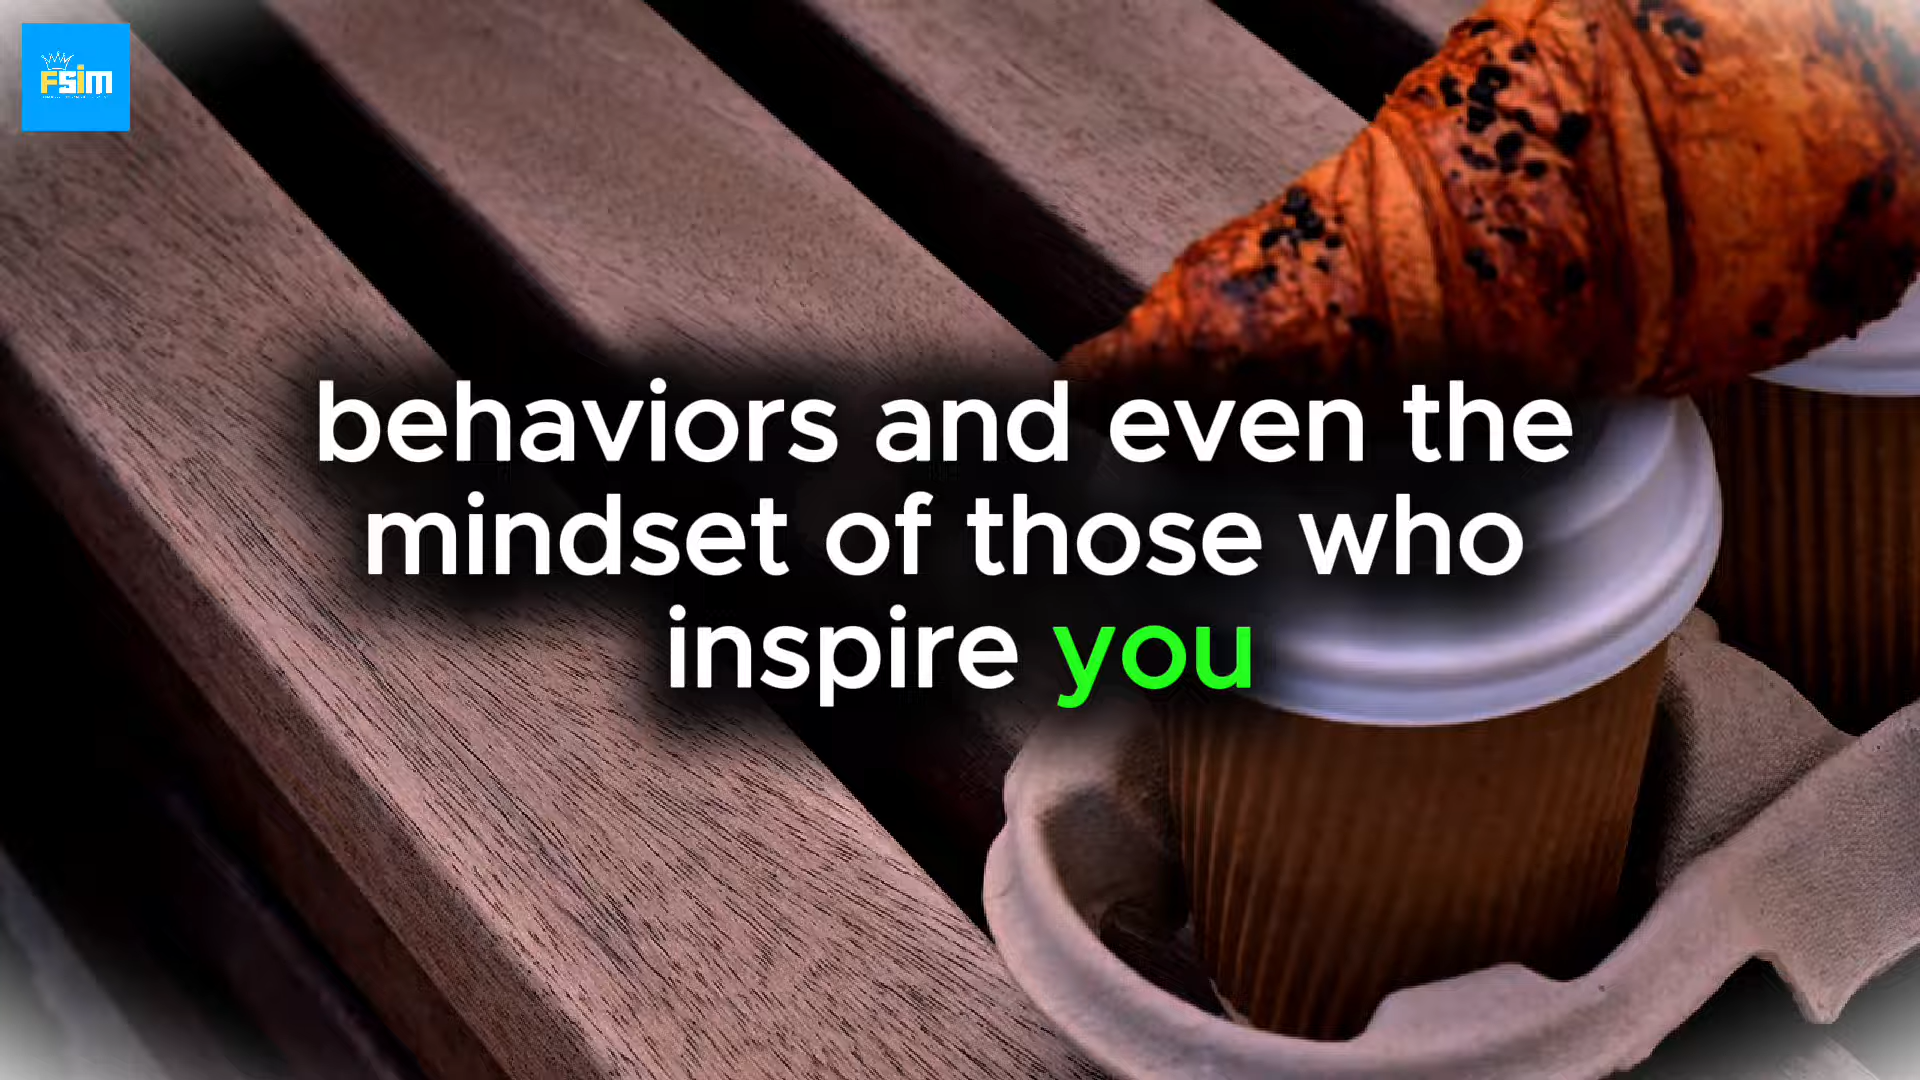 FSim
behaviors and even the
mindset of those who
inspire you